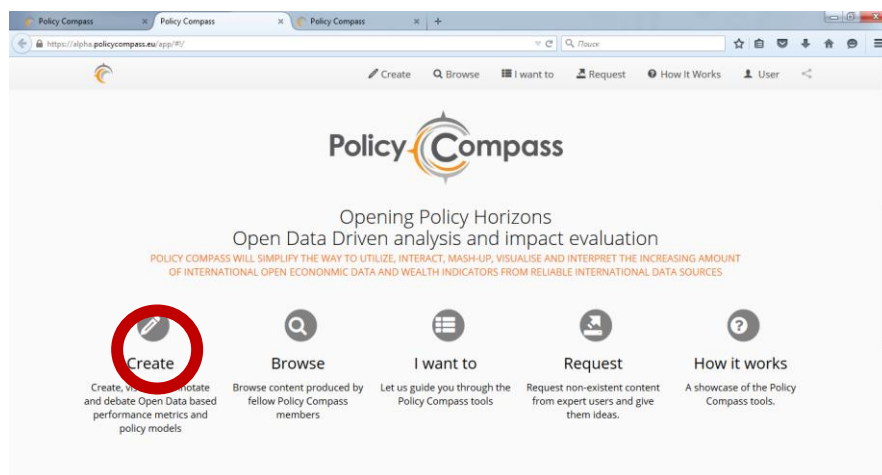 Policy Compass
Policy Compass
Policy Compass
https://alpha.policycompass.eu/app/#!/
Поиск
Create
Browse
I want to
Request
How It Works
User
Policy Compass
Opening Policy Horizons
Open Data Driven analysis and impact evaluation
POLICY COMPASS WILL SIMPLIFY THE WAY TO UTILIZE, INTERACT, MASH-UP, VISUALISE AND INTERPRET THE INCREASING AMOUNT
OF INTERNATIONAL OPEN ECONONMIC DATA AND WEALTH INDICATORS FROM RELIABLE INTERNATIONAL DATA SOURCES
Create
Create, notate
and debate Open Data based
performance metrics and
policy models
Browse
Browse content produced by
fellow Policy Compass
members
I want to
Let us guide you through the
Policy Compass tools
Request
Request non-existent content
from expert users and give
them ideas.
How it works
A showcase of the Policy
Compass tools.